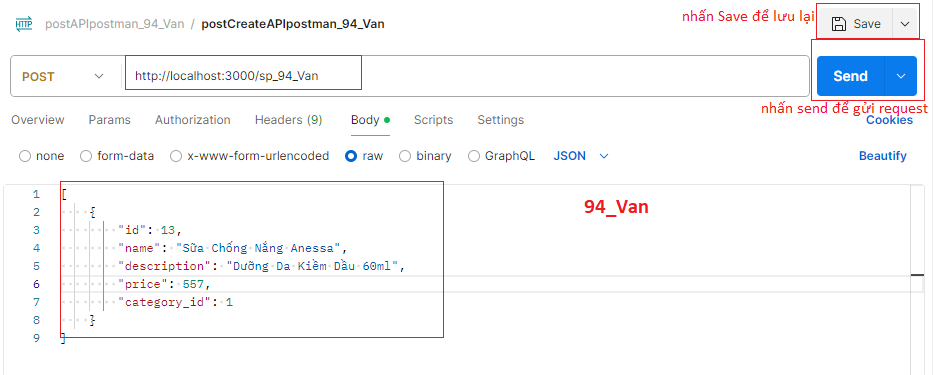 nhấn Save để lưu lại
HTTP postAPIpostman_94_Van / postCreateAPIpostman_94_Van Save
POST http://localhost:3000/sp_94_Van Send
nhấn send để gửi request
Overview Params Authorization Headers (9) Body Scripts Settings Cookies
none form-data x-www-form-urlencoded raw binary GraphQL JSON Beautify
94_Van
1 [
2 {
3 "id": 13,
4 "name": "Sữa Chống Nắng Anessa",
5 "description": "Dưỡng Da Kiềm Dầu 60ml",
6 "price": 557,
7 "category_id": 1
8 }
9 ]